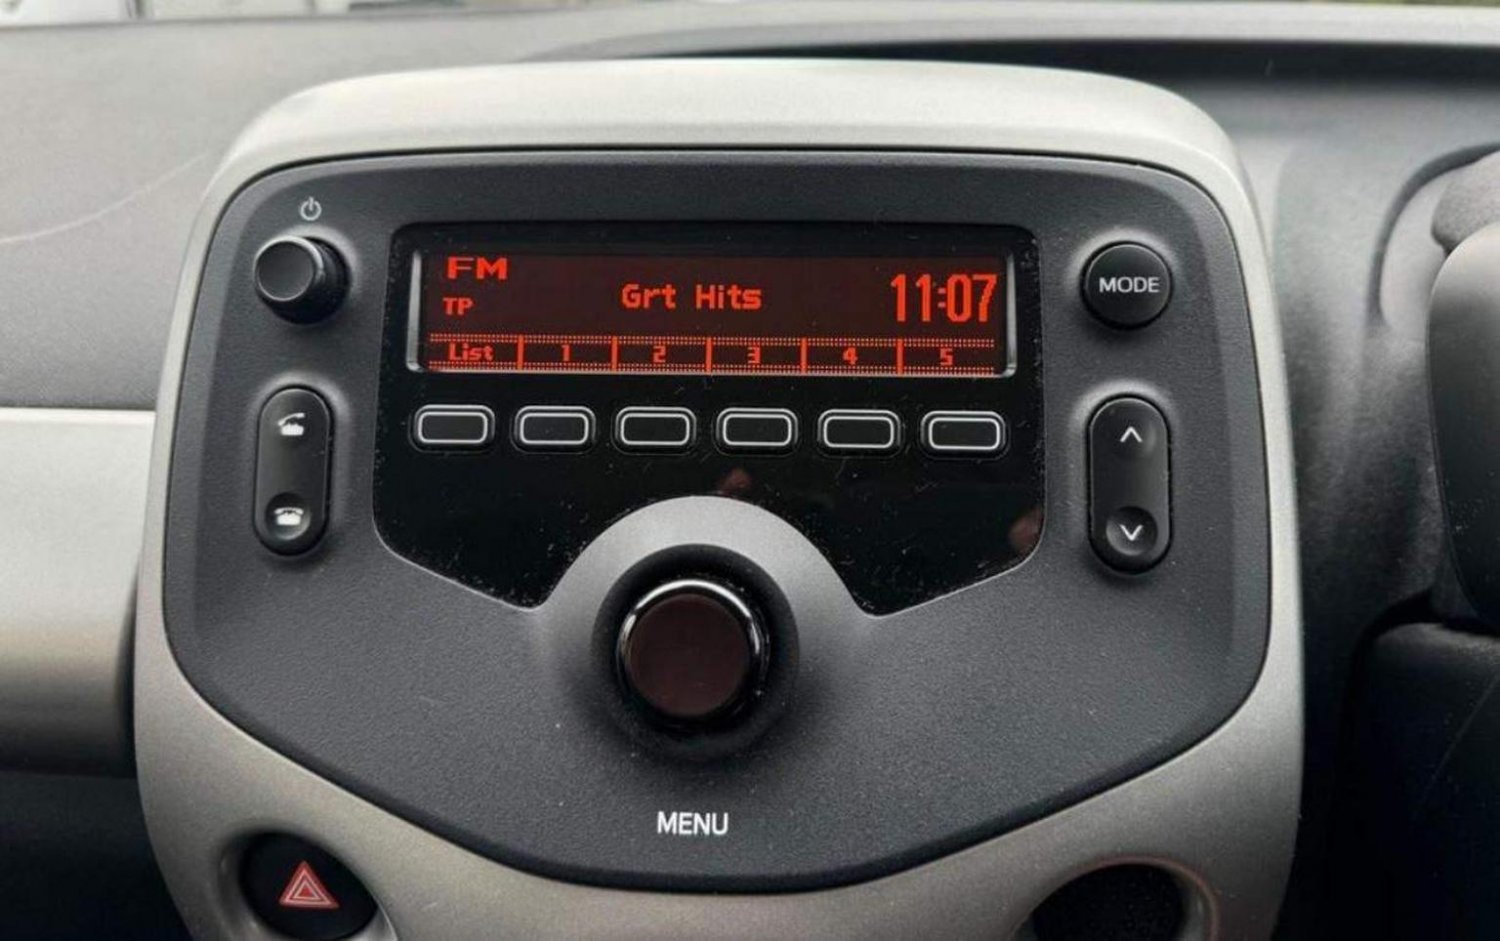 FM
TP
Grt Hits
11:07
List 1 2 3 4 5
MODE
MENU